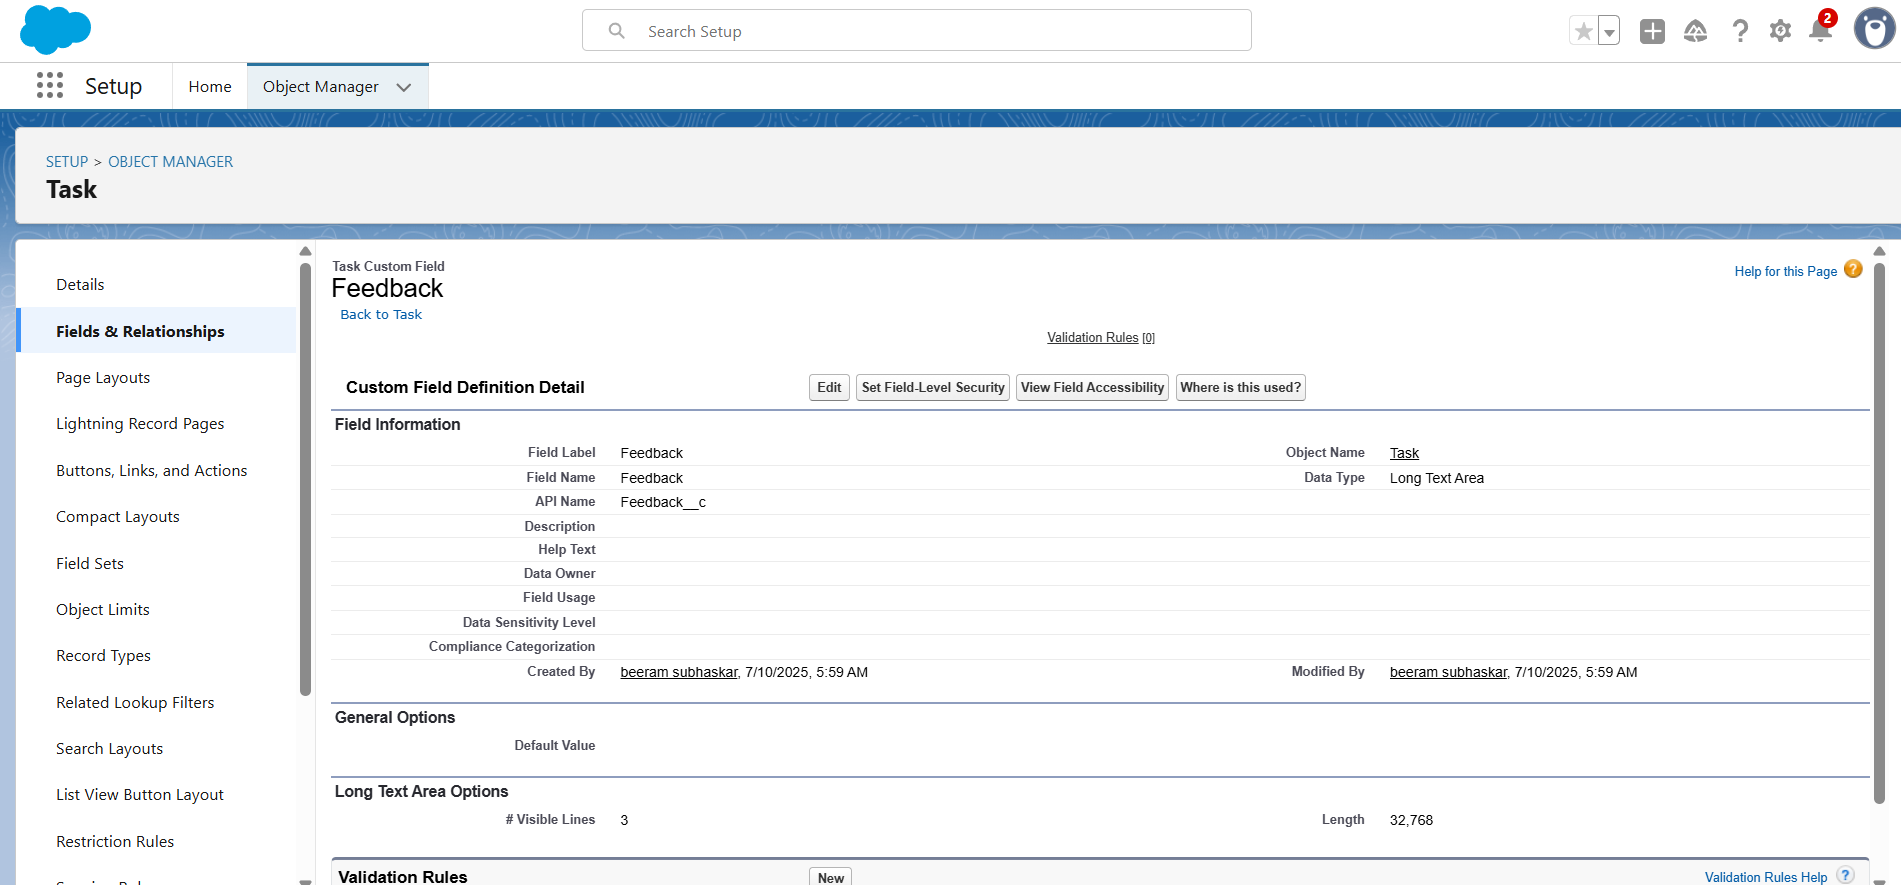 Search Setup
2
Setup
Home
Object Manager
SETUP > OBJECT MANAGER
Task
Details
Fields & Relationships
Page Layouts
Lightning Record Pages
Buttons, Links, and Actions
Compact Layouts
Field Sets
Object Limits
Record Types
Related Lookup Filters
Search Layouts
List View Button Layout
Restriction Rules
Task Custom Field
Feedback
Back to Task
Help for this Page ?
Validation Rules [0]
Custom Field Definition Detail
Edit
Set Field-Level Security
View Field Accessibility
Where is this used?
Field Information
Field Label Feedback Object Name Task
Field Name Feedback Data Type Long Text Area
API Name Feedback__c
Description
Help Text
Data Owner
Field Usage
Data Sensitivity Level
Compliance Categorization
Created By beeram subhaskar, 7/10/2025, 5:59 AM Modified By beeram subhaskar, 7/10/2025, 5:59 AM
General Options
Default Value
Long Text Area Options
# Visible Lines 3 Length 32,768
Validation Rules
New
Validation Rules Help ?